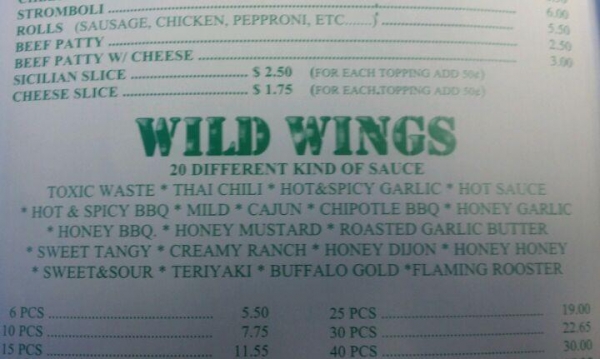 STROMBOLI 6.00
ROLLS (SAUSAGE, CHICKEN, PEPPRONI, ETC......) 5.50
BEEF PATTY 2.50
BEEF PATTY W/ CHEESE 3.00
SICILIAN SLICE $ 2.50 (FOR EACH TOPPING ADD 50¢)
CHEESE SLICE $ 1.75 (FOR EACH.TOPPING ADD 50¢)
WILD WINGS
20 DIFFERENT KIND OF SAUCE
TOXIC WASTE * THAI CHILI * HOT&SPICY GARLIC * HOT SAUCE
* HOT & SPICY BBQ * MILD * CAJUN * CHIPOTLE BBQ * HONEY GARLIC
* HONEY BBQ. * HONEY MUSTARD * ROASTED GARLIC BUTTER
* SWEET TANGY * CREAMY RANCH * HONEY DIJON * HONEY HONEY
* SWEET&SOUR * TERIYAKI * BUFFALO GOLD *FLAMING ROOSTER
6 PCS 5.50 25 PCS 19.00
10 PCS 7.75 30 PCS 22.65
15 PCS 11.55 40 PCS 30.00